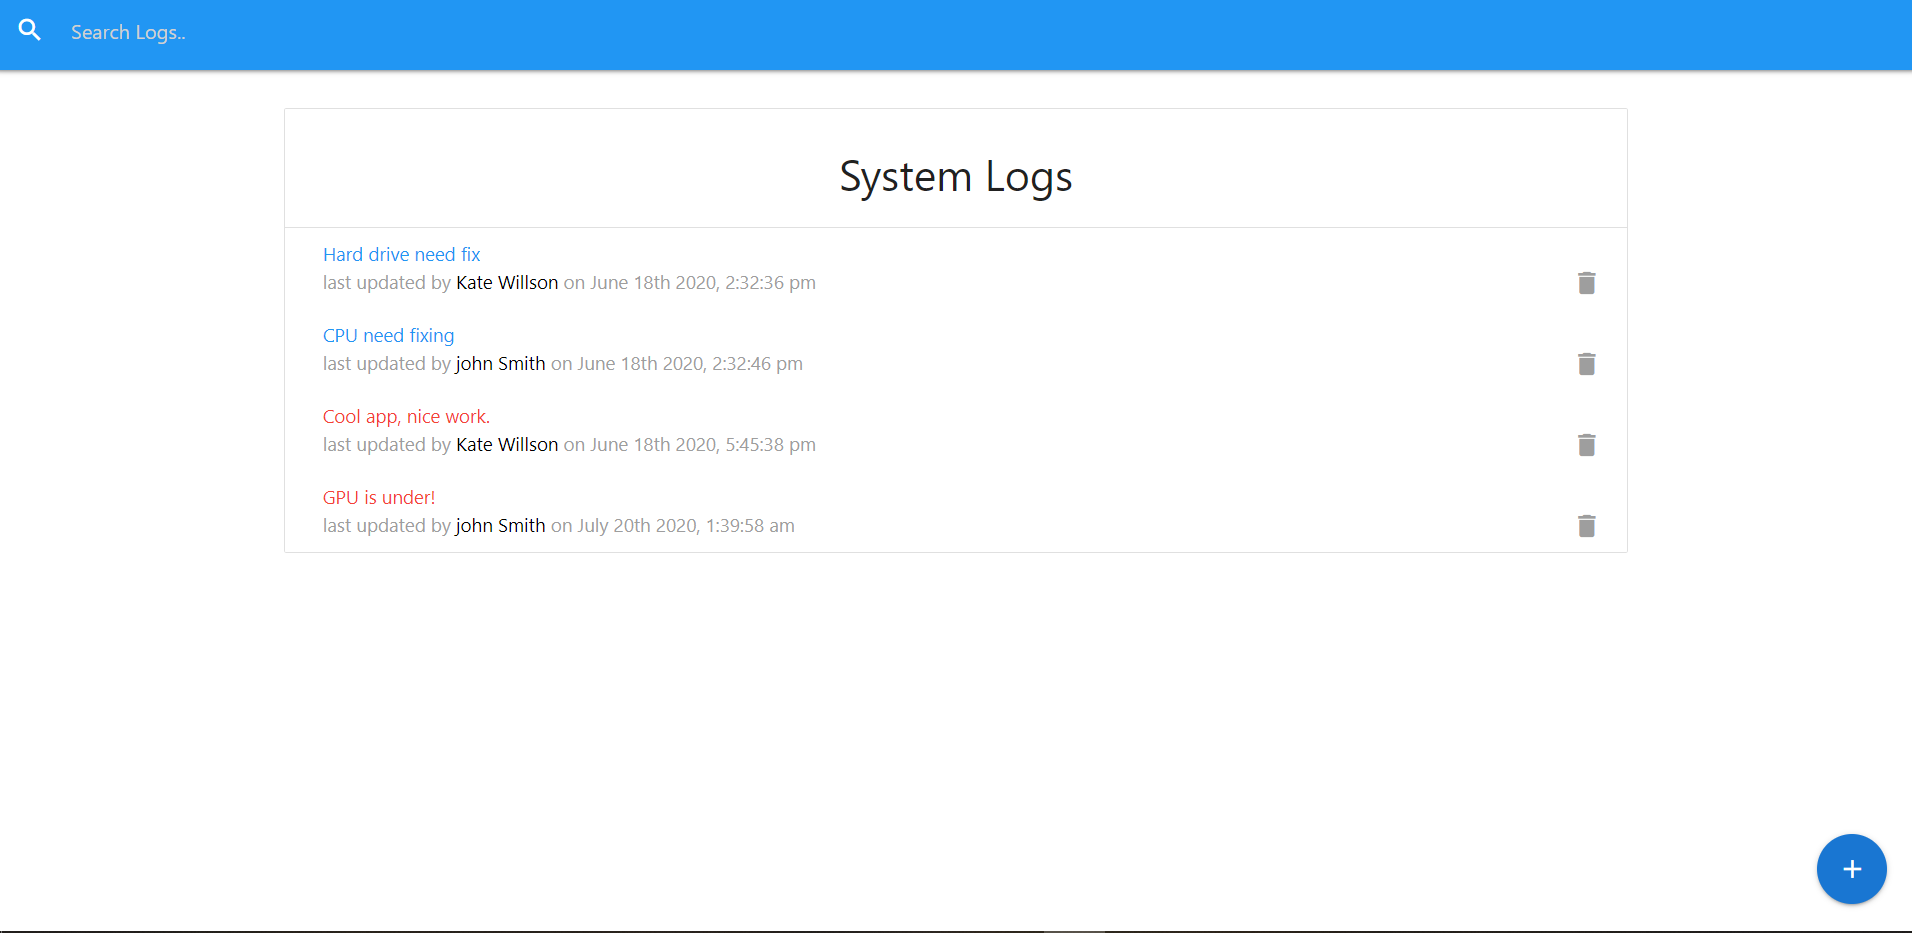 Search Logs..
System Logs
Hard drive need fix
last updated by Kate Willson on June 18th 2020, 2:32:36 pm
CPU need fixing
last updated by john Smith on June 18th 2020, 2:32:46 pm
Cool app, nice work.
last updated by Kate Willson on June 18th 2020, 5:45:38 pm
GPU is under!
last updated by john Smith on July 20th 2020, 1:39:58 am